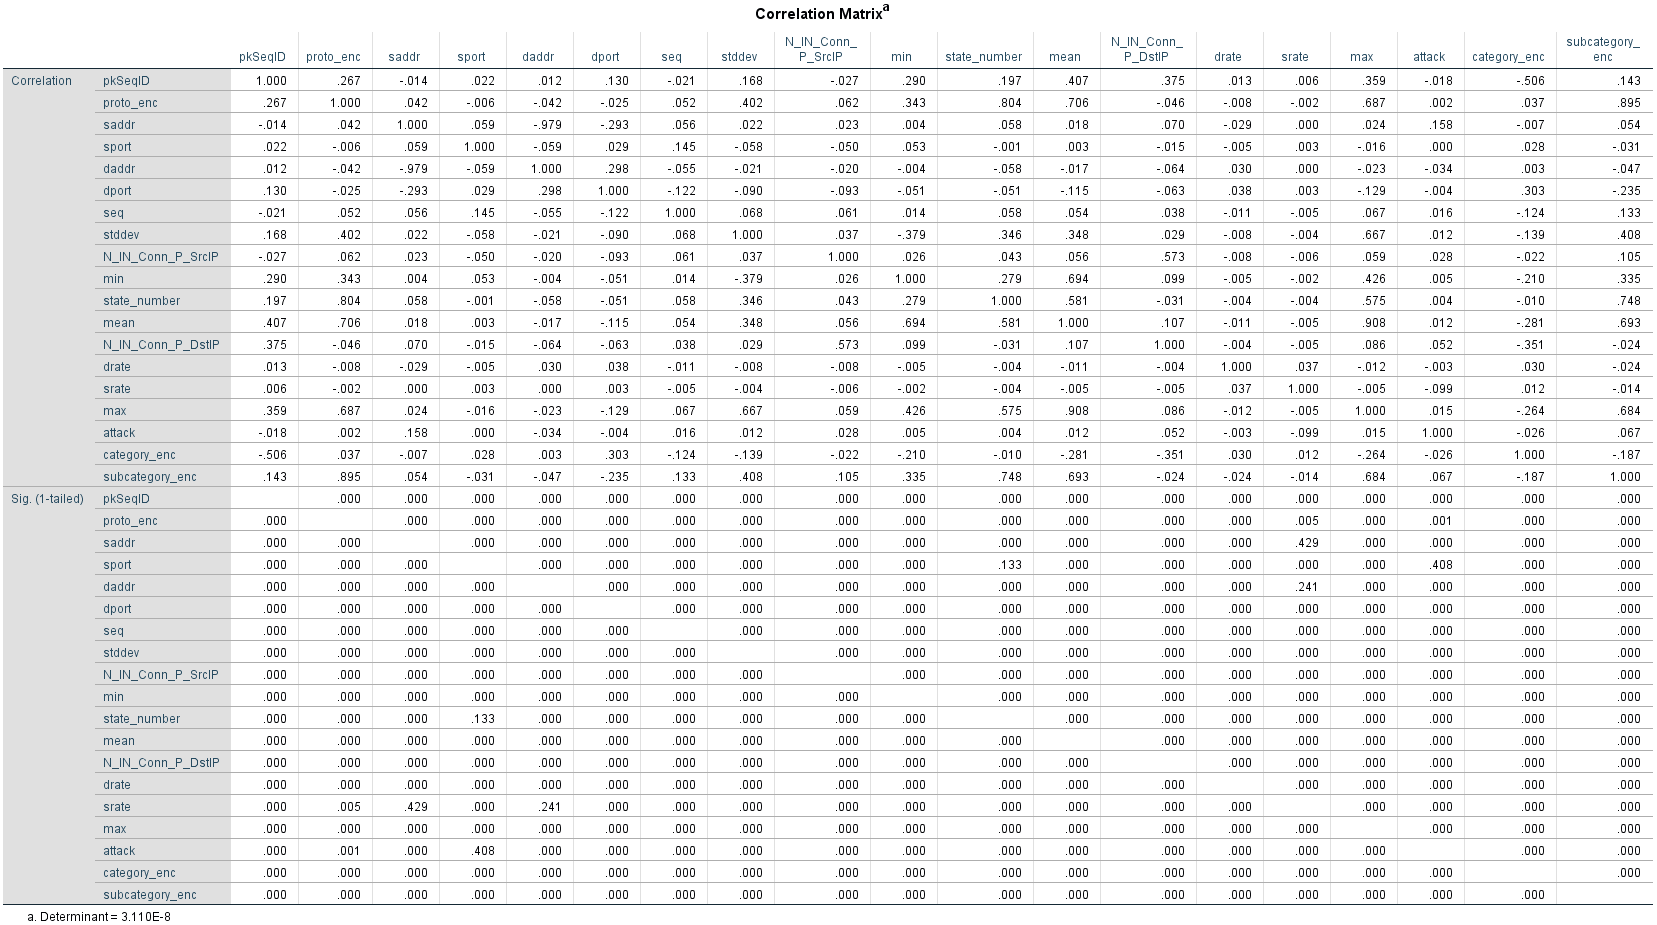 Correlation Matrixa
pkSeqID proto_enc saddr sport daddr dport seq stddev N_IN_Conn_P_SrcIP min state_number mean N_IN_Conn_P_DstIP drate srate max attack category_enc subcategory_enc
Correlation pkSeqID 1.000 .267 -.014 .022 .012 .130 -.021 .168 -.027 .290 .197 .407 .375 .013 .006 .359 -.018 -.506 .143
proto_enc .267 1.000 .042 -.006 -.042 -.025 .052 .402 .062 .343 .804 .706 -.046 -.008 -.002 .687 .002 .037 .895
saddr -.014 .042 1.000 .059 -.979 -.293 .056 .022 .023 .004 .058 .018 .070 -.029 .000 .024 .158 -.007 .054
sport .022 -.006 .059 1.000 -.059 .029 .145 -.058 -.050 .053 -.001 .003 -.015 -.005 .003 -.016 .000 .028 -.031
daddr .012 -.042 -.979 -.059 1.000 .298 -.055 -.021 -.020 -.004 -.058 -.017 -.064 .030 .000 -.023 -.034 .003 -.047
dport .130 -.025 -.293 .029 .298 1.000 -.122 -.090 -.093 -.051 -.051 -.115 -.063 .038 .003 -.129 -.004 .303 -.235
seq -.021 .052 .056 .145 -.055 -.122 1.000 .068 .061 .014 .058 .054 .038 -.011 -.005 .067 .016 -.124 .133
stddev .168 .402 .022 -.058 -.021 -.090 .068 1.000 .037 -.379 .346 .348 .029 -.008 -.004 .667 .012 -.139 .408
N_IN_Conn_P_SrcIP -.027 .062 .023 -.050 -.020 -.093 .061 .037 1.000 .026 .043 .056 .573 -.008 -.006 .059 .028 -.022 .105
min .290 .343 .004 .053 -.004 -.051 .014 -.379 .026 1.000 .279 .694 .099 -.005 -.002 .426 .005 -.210 .335
state_number .197 .804 .058 -.001 -.058 -.051 .058 .346 .043 .279 1.000 .581 -.031 -.004 -.004 .575 .004 -.010 .748
mean .407 .706 .018 .003 -.017 -.115 .054 .348 .056 .694 .581 1.000 .107 -.011 -.005 .908 .012 -.281 .693
N_IN_Conn_P_DstIP .375 -.046 .070 -.015 -.064 -.063 .038 .029 .573 .099 -.031 .107 1.000 -.004 -.005 .086 .052 -.351 -.024
drate .013 -.008 -.029 -.005 .030 .038 -.011 -.008 -.008 -.005 -.004 -.011 -.004 1.000 .037 -.012 -.003 .030 -.024
srate .006 -.002 .000 .003 .000 .003 -.005 -.004 -.006 -.002 -.004 -.005 -.005 .037 1.000 -.005 -.099 .012 -.014
max .359 .687 .024 -.016 -.023 -.129 .067 .667 .059 .426 .575 .908 .086 -.012 -.005 1.000 .015 -.264 .684
attack -.018 .002 .158 .000 -.034 -.004 .016 .012 .028 .005 .004 .012 .052 -.003 -.099 .015 1.000 -.026 .067
category_enc -.506 .037 -.007 .028 .003 .303 -.124 -.139 -.022 -.210 -.010 -.281 -.351 .030 .012 -.264 -.026 1.000 -.187
subcategory_enc .143 .895 .054 -.031 -.047 -.235 .133 .408 .105 .335 .748 .693 -.024 -.024 -.014 .684 .067 -.187 1.000
Sig. (1-tailed) pkSeqID .000 .000 .000 .000 .000 .000 .000 .000 .000 .000 .000 .000 .000 .000 .000 .000 .000 .000
proto_enc .000 .000 .000 .000 .000 .000 .000 .000 .000 .000 .000 .000 .000 .005 .000 .001 .000 .000
saddr .000 .000 .000 .000 .000 .000 .000 .000 .000 .000 .000 .000 .000 .429 .000 .000 .000 .000
sport .000 .000 .000 .000 .000 .000 .000 .000 .000 .133 .000 .000 .000 .000 .000 .408 .000 .000
daddr .000 .000 .000 .000 .000 .000 .000 .000 .000 .000 .000 .000 .000 .241 .000 .000 .000 .000
dport .000 .000 .000 .000 .000 .000 .000 .000 .000 .000 .000 .000 .000 .000 .000 .000 .000 .000
seq .000 .000 .000 .000 .000 .000 .000 .000 .000 .000 .000 .000 .000 .000 .000 .000 .000 .000
stddev .000 .000 .000 .000 .000 .000 .000 .000 .000 .000 .000 .000 .000 .000 .000 .000 .000 .000
N_IN_Conn_P_SrcIP .000 .000 .000 .000 .000 .000 .000 .000 .000 .000 .000 .000 .000 .000 .000 .000 .000 .000
min .000 .000 .000 .000 .000 .000 .000 .000 .000 .000 .000 .000 .000 .000 .000 .000 .000 .000
state_number .000 .000 .000 .133 .000 .000 .000 .000 .000 .000 .000 .000 .000 .000 .000 .000 .000 .000
mean .000 .000 .000 .000 .000 .000 .000 .000 .000 .000 .000 .000 .000 .000 .000 .000 .000 .000
N_IN_Conn_P_DstIP .000 .000 .000 .000 .000 .000 .000 .000 .000 .000 .000 .000 .000 .000 .000 .000 .000 .000
drate .000 .000 .000 .000 .000 .000 .000 .000 .000 .000 .000 .000 .000 .000 .000 .000 .000 .000
srate .000 .005 .429 .000 .241 .000 .000 .000 .000 .000 .000 .000 .000 .000 .000 .000 .000 .000
max .000 .000 .000 .000 .000 .000 .000 .000 .000 .000 .000 .000 .000 .000 .000 .000 .000 .000
attack .000 .001 .000 .408 .000 .000 .000 .000 .000 .000 .000 .000 .000 .000 .000 .000 .000 .000
category_enc .000 .000 .000 .000 .000 .000 .000 .000 .000 .000 .000 .000 .000 .000 .000 .000 .000 .000
subcategory_enc .000 .000 .000 .000 .000 .000 .000 .000 .000 .000 .000 .000 .000 .000 .000 .000 .000 .000
a. Determinant = 3.110E-8